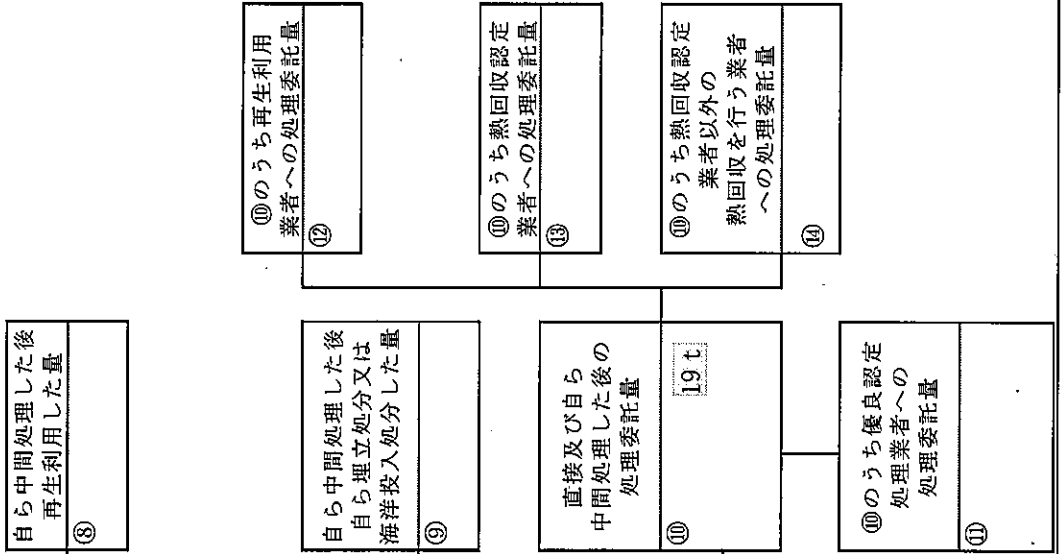 自ら中間処理した後
再生利用した量
⑧
自ら中間処理した後
自ら埋立処分又は
海洋投入処分した量
⑨
直接及び自ら
中間処理した後の
処理委託量
⑩
19 t
⑩のうち優良認定
処理業者への
処理委託量
⑪
⑩のうち再生利用
業者への処理委託量
⑫
⑩のうち熱回収認定
業者への処理委託量
⑬
⑩のうち熱回収認定
業者以外の
熱回収を行う業者
への処理委託量
⑭